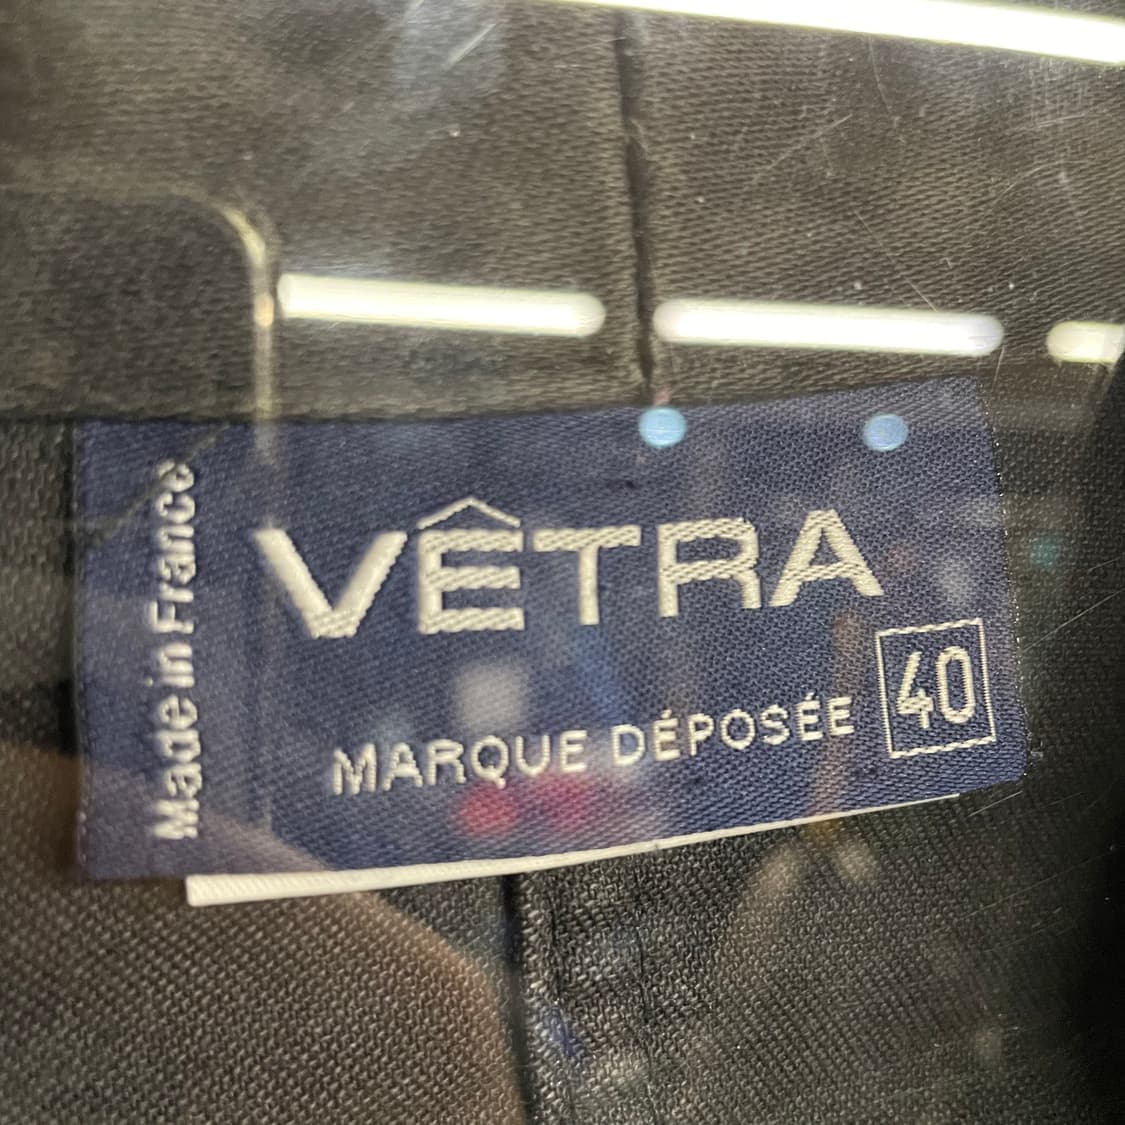 Made in France
VÊTRA
MARQUE DÉPOSÉE
40